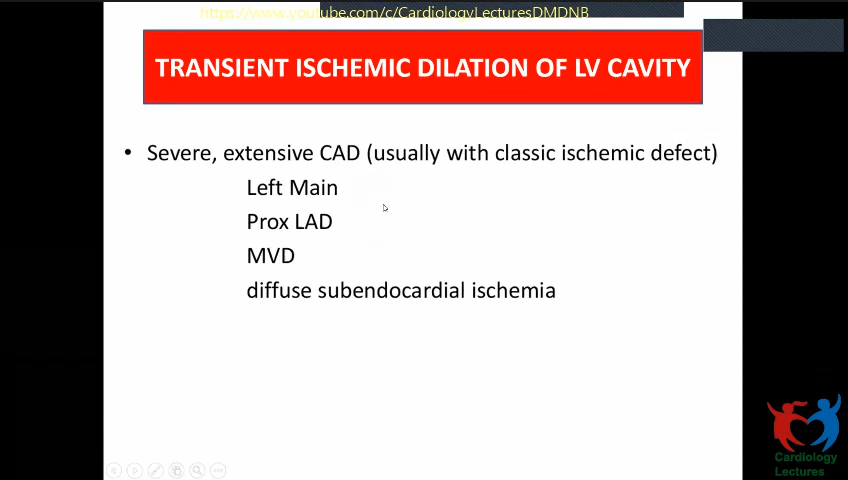 https://www.youtube.com/c/CardiologyLecturesDMDNB
TRANSIENT ISCHEMIC DILATION OF LV CAVITY
• Severe, extensive CAD (usually with classic ischemic defect)
Left Main
Prox LAD
MVD
diffuse subendocardial ischemia
Cardiology
Lectures